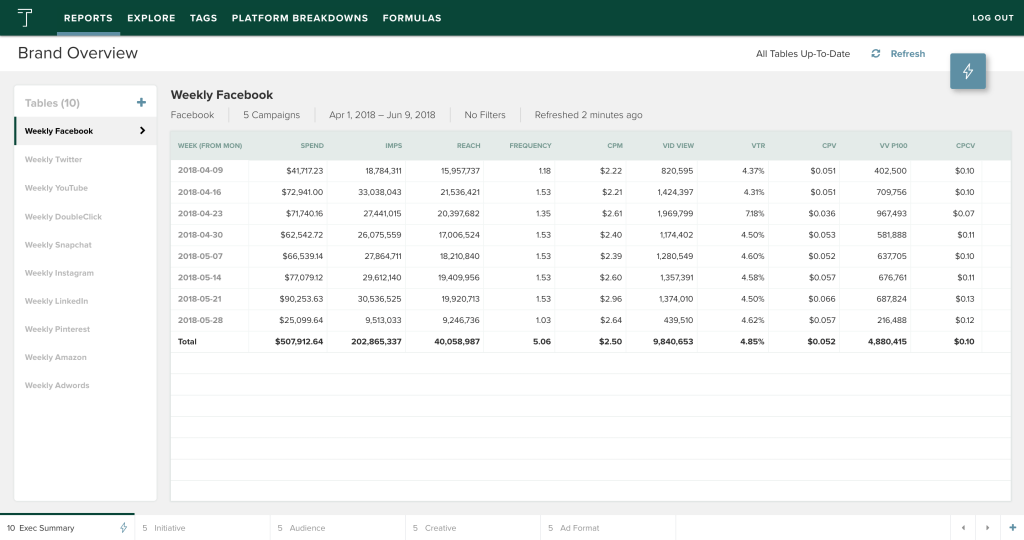 REPORTS EXPLORE TAGS PLATFORM BREAKDOWNS FORMULAS LOG OUT
Brand Overview All Tables Up-To-Date Refresh
Tables (10) +
Weekly Facebook
Weekly Twitter
Weekly YouTube
Weekly DoubleClick
Weekly Snapchat
Weekly Instagram
Weekly LinkedIn
Weekly Pinterest
Weekly Amazon
Weekly Adwords
Weekly Facebook
Facebook 5 Campaigns Apr 1, 2018 – Jun 9, 2018 No Filters Refreshed 2 minutes ago
WEEK (FROM MON) SPEND IMPS REACH FREQUENCY CPM VID VIEW VTR CPV VV P100 CPCV
2018-04-09 $41,717.23 18,784,311 15,957,737 1.18 $2.22 820,595 4.37% $0.051 402,500 $0.10
2018-04-16 $72,941.00 33,038,043 21,536,421 1.53 $2.21 1,424,397 4.31% $0.051 709,756 $0.10
2018-04-23 $71,740.16 27,441,015 20,397,682 1.35 $2.61 1,969,799 7.18% $0.036 967,493 $0.07
2018-04-30 $62,542.72 26,075,559 17,006,524 1.53 $2.40 1,174,402 4.50% $0.053 581,888 $0.11
2018-05-07 $66,539.14 27,864,711 18,210,840 1.53 $2.39 1,280,549 4.60% $0.052 637,705 $0.10
2018-05-14 $77,079.12 29,612,140 19,409,956 1.53 $2.60 1,357,391 4.58% $0.057 676,761 $0.11
2018-05-21 $90,253.63 30,536,525 19,920,713 1.53 $2.96 1,374,010 4.50% $0.066 687,824 $0.13
2018-05-28 $25,099.64 9,513,033 9,246,736 1.03 $2.64 439,510 4.62% $0.057 216,488 $0.12
Total $507,912.64 202,865,337 40,058,987 5.06 $2.50 9,840,653 4.85% $0.052 4,880,415 $0.10
10 Exec Summary 5 Initiative 5 Audience 5 Creative 5 Ad Format +